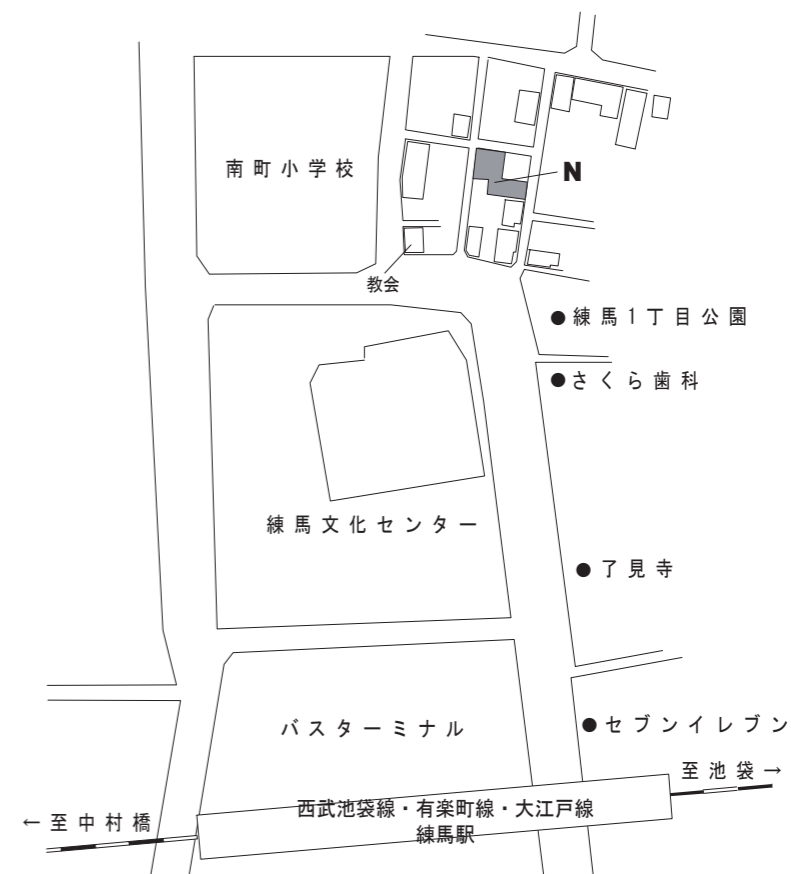 南町小学校
N
教会
●練馬1丁目公園
●さくら歯科
練馬文化センター
●了見寺
バスターミナル
●セブンイレブン
至池袋→
西武池袋線・有楽町線・大江戸線
練馬駅
←至中村橋